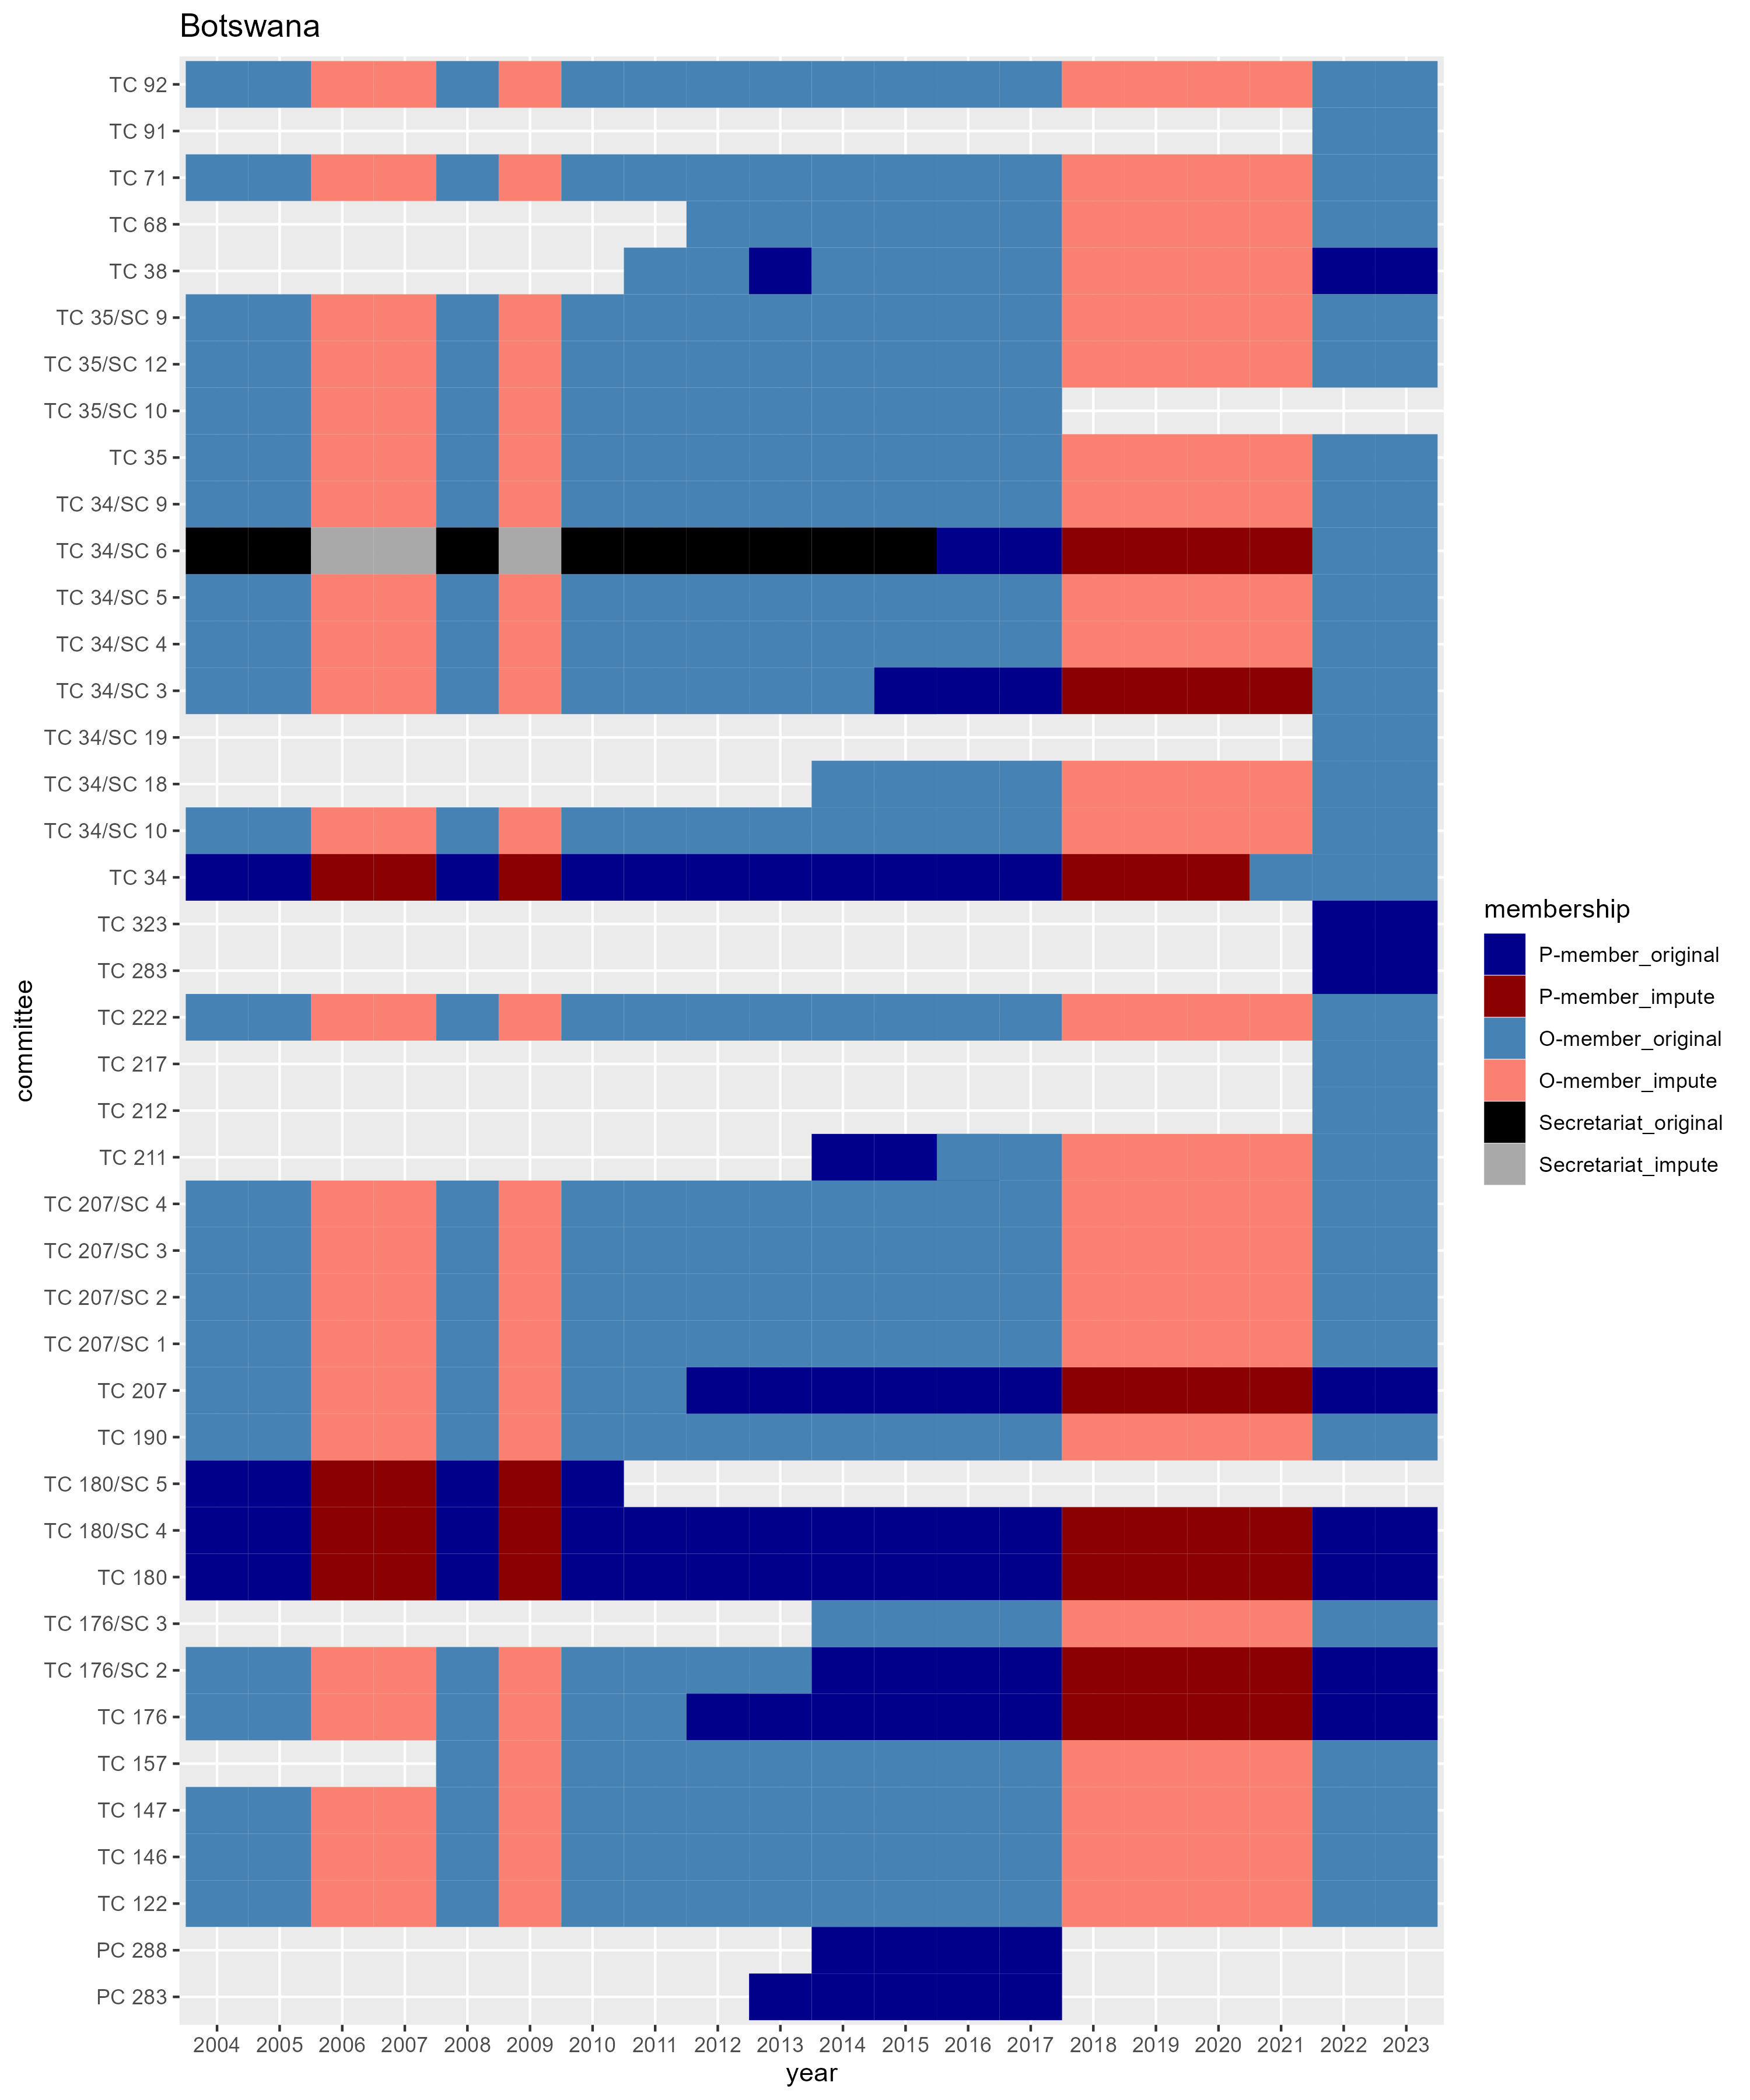 Botswana
TC 92
TC 91
TC 71
TC 68
TC 38
TC 35/SC 9
TC 35/SC 12
TC 35/SC 10
TC 35
TC 34/SC 9
TC 34/SC 6
TC 34/SC 5
TC 34/SC 4
TC 34/SC 3
TC 34/SC 19
TC 34/SC 18
TC 34/SC 10
TC 34
TC 323
TC 283
TC 222
TC 217
TC 212
TC 211
TC 207/SC 4
TC 207/SC 3
TC 207/SC 2
TC 207/SC 1
TC 207
TC 190
TC 180/SC 5
TC 180/SC 4
TC 180
TC 176/SC 3
TC 176/SC 2
TC 176
TC 157
TC 147
TC 146
TC 122
PC 288
PC 283
committee
2004 2005 2006 2007 2008 2009 2010 2011 2012 2013 2014 2015 2016 2017 2018 2019 2020 2021 2022 2023
year
membership
P-member_original
P-member_impute
O-member_original
O-member_impute
Secretariat_original
Secretariat_impute